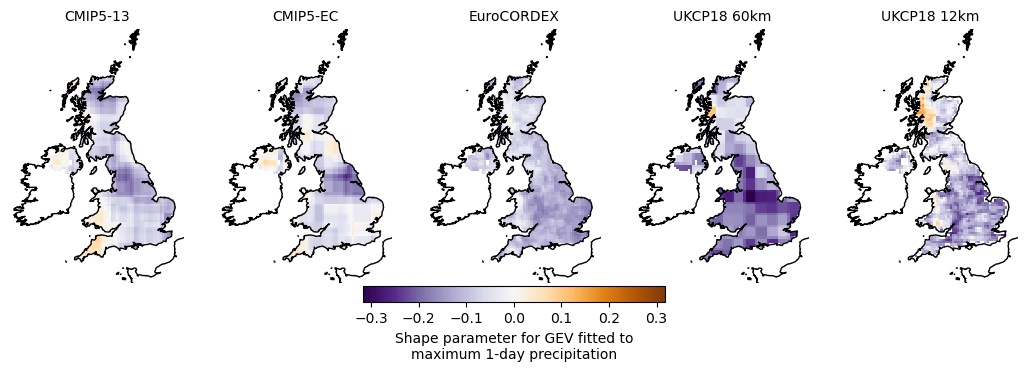 CMIP5-13
CMIP5-EC
EuroCORDEX
UKCP18 60km
UKCP18 12km
−0.3 −0.2 −0.1 0.0 0.1 0.2 0.3
Shape parameter for GEV fitted to
maximum 1-day precipitation